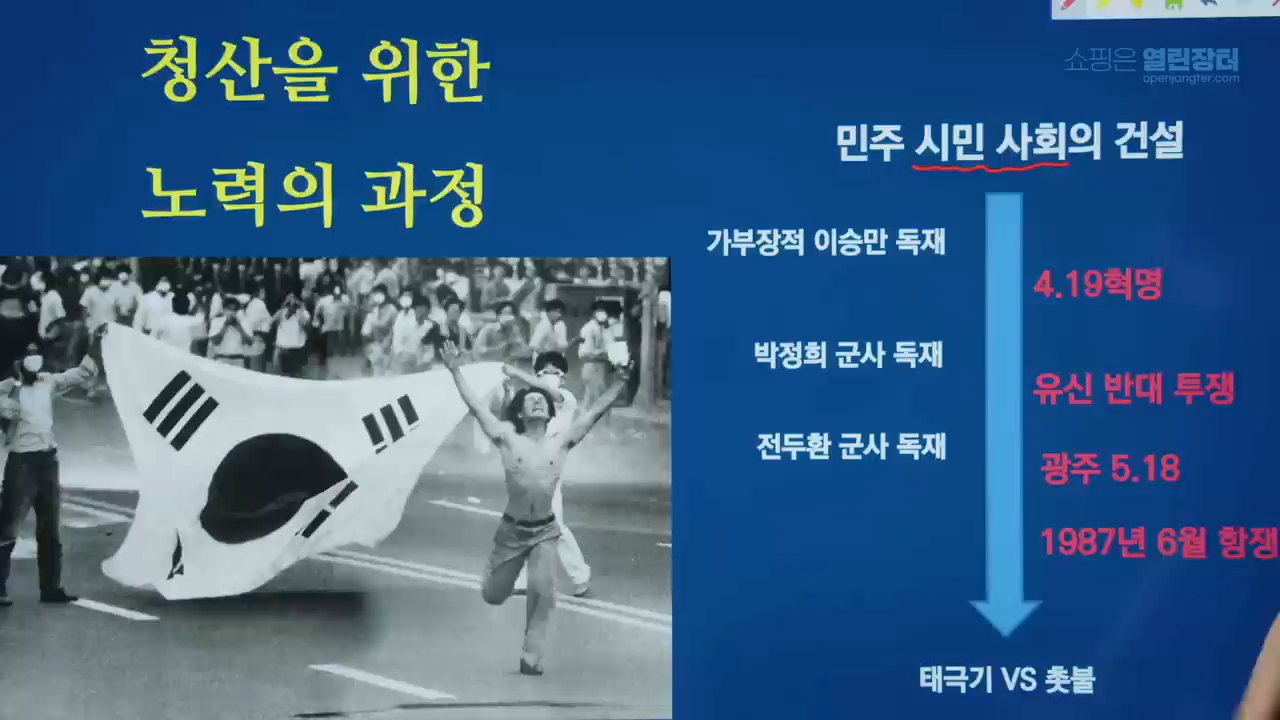 청산을 위한
노력의 과정
쇼핑은 열린장터
openjangter.com
민주 시민 사회의 건설
가부장적 이승만 독재
4.19혁명
박정희 군사 독재
유신 반대 투쟁
전두환 군사 독재
광주 5.18
1987년 6월 항쟁
태극기 VS 촛불